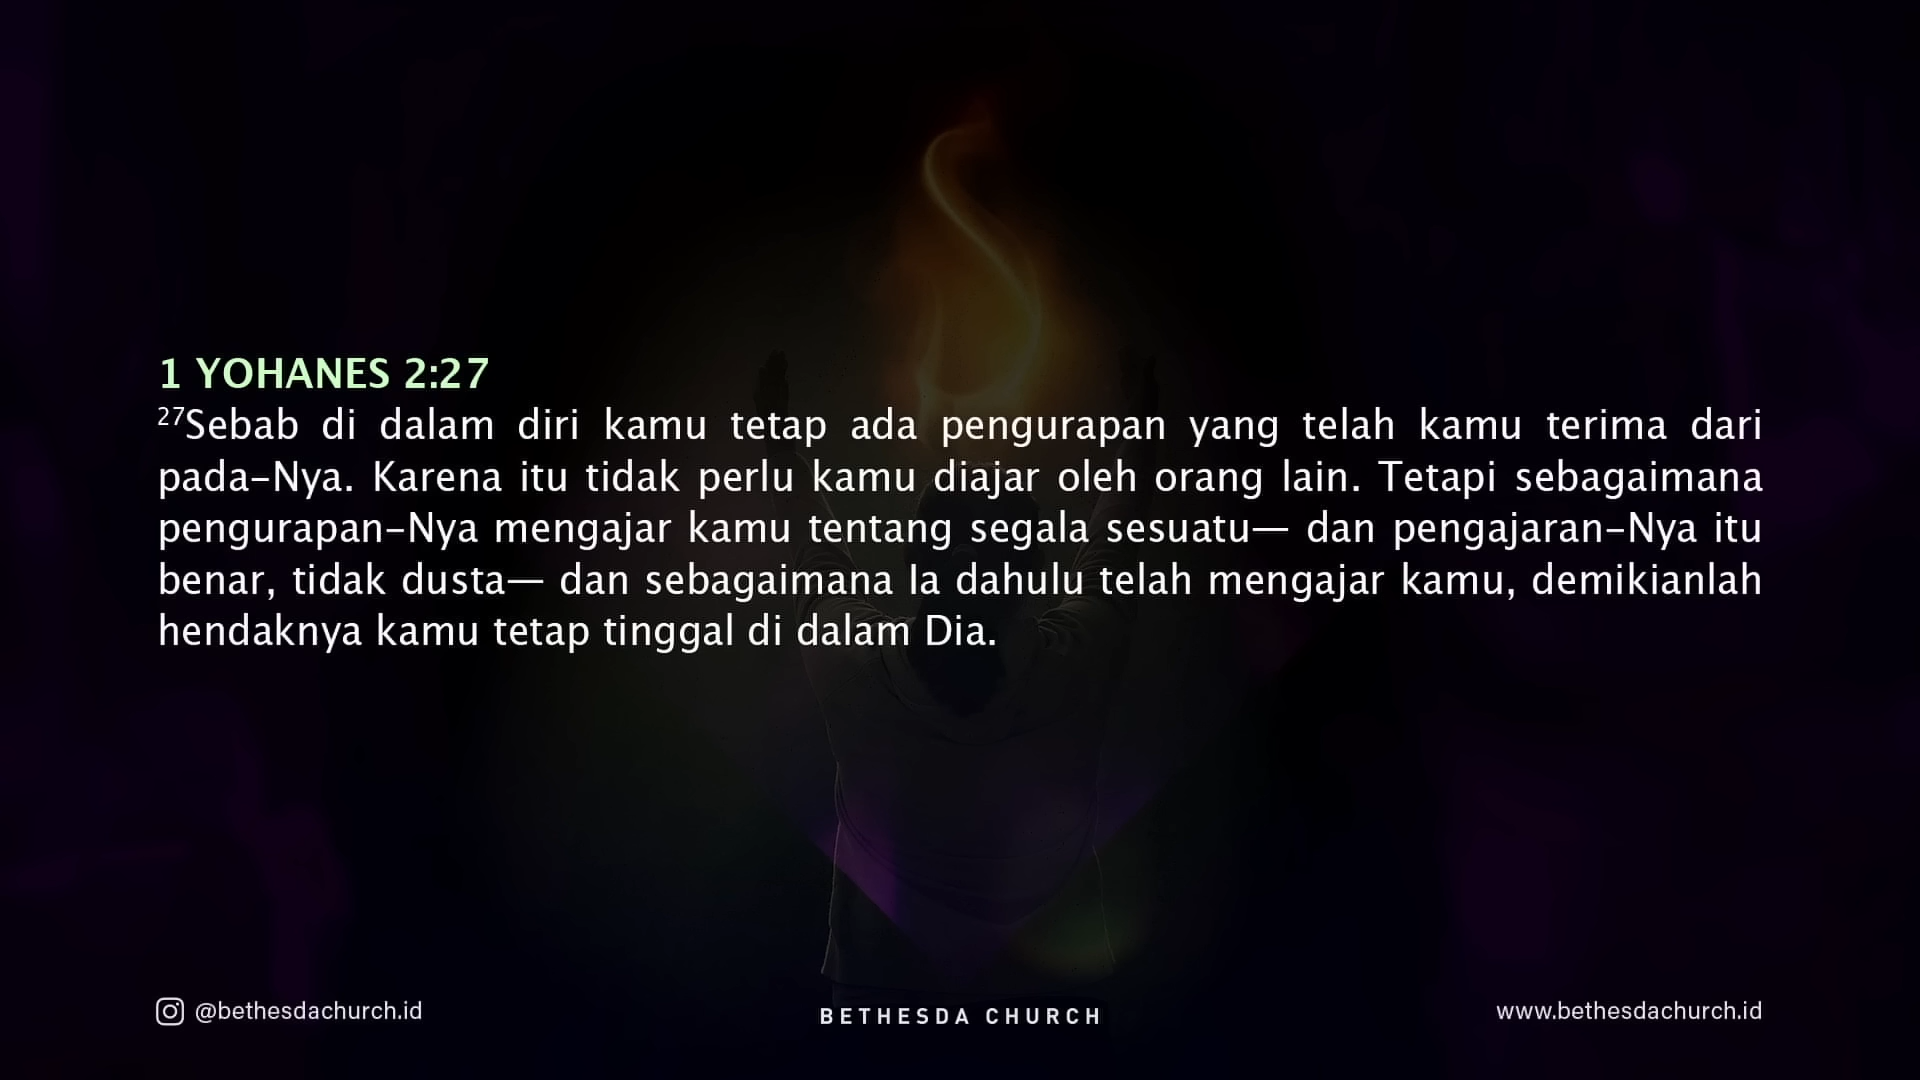 1 YOHANES 2:27
27Sebab di dalam diri kamu tetap ada pengurapan yang telah kamu terima dari
pada-Nya. Karena itu tidak perlu kamu diajar oleh orang lain. Tetapi sebagaimana
pengurapan-Nya mengajar kamu tentang segala sesuatu— dan pengajaran-Nya itu
benar, tidak dusta— dan sebagaimana Ia dahulu telah mengajar kamu, demikianlah
hendaknya kamu tetap tinggal di dalam Dia.
@bethesdachurch.id
BETHESDA CHURCH
www.bethesdachurch.id